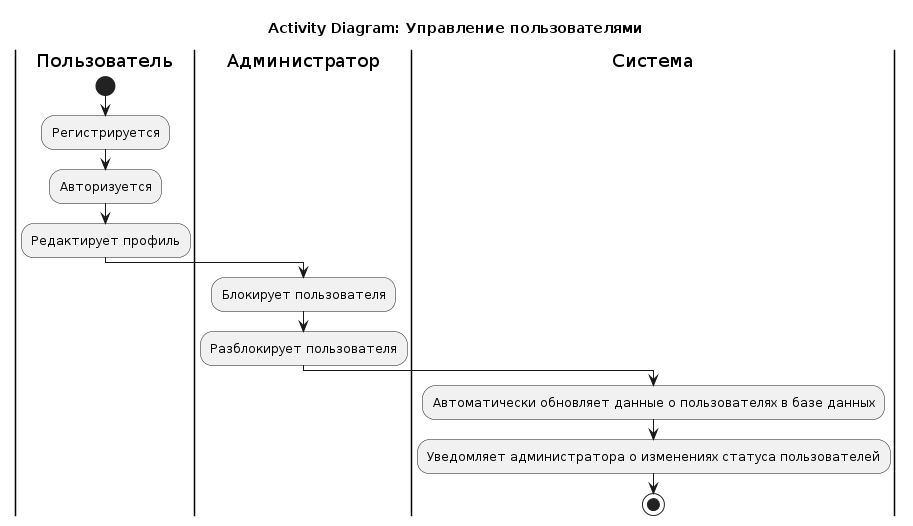 Activity Diagram: Управление пользователями
Пользователь
Администратор
Система
Регистрируется
Авторизуется
Редактирует профиль
Блокирует пользователя
Разблокирует пользователя
Автоматически обновляет данные о пользователях в базе данных
Уведомляет администратора о изменениях статуса пользователей